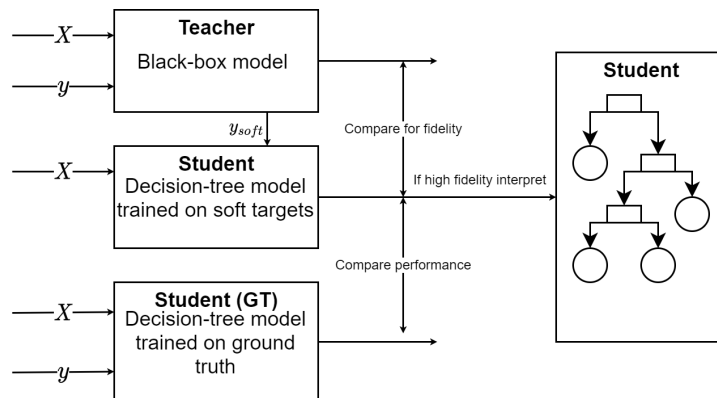 Teacher
Black-box model
X
y
y_soft
Compare for fidelity
Student
Decision-tree model
trained on soft targets
X
If high fidelity interpret
Compare performance
Student (GT)
Decision-tree model
trained on ground
truth
X
y
Student